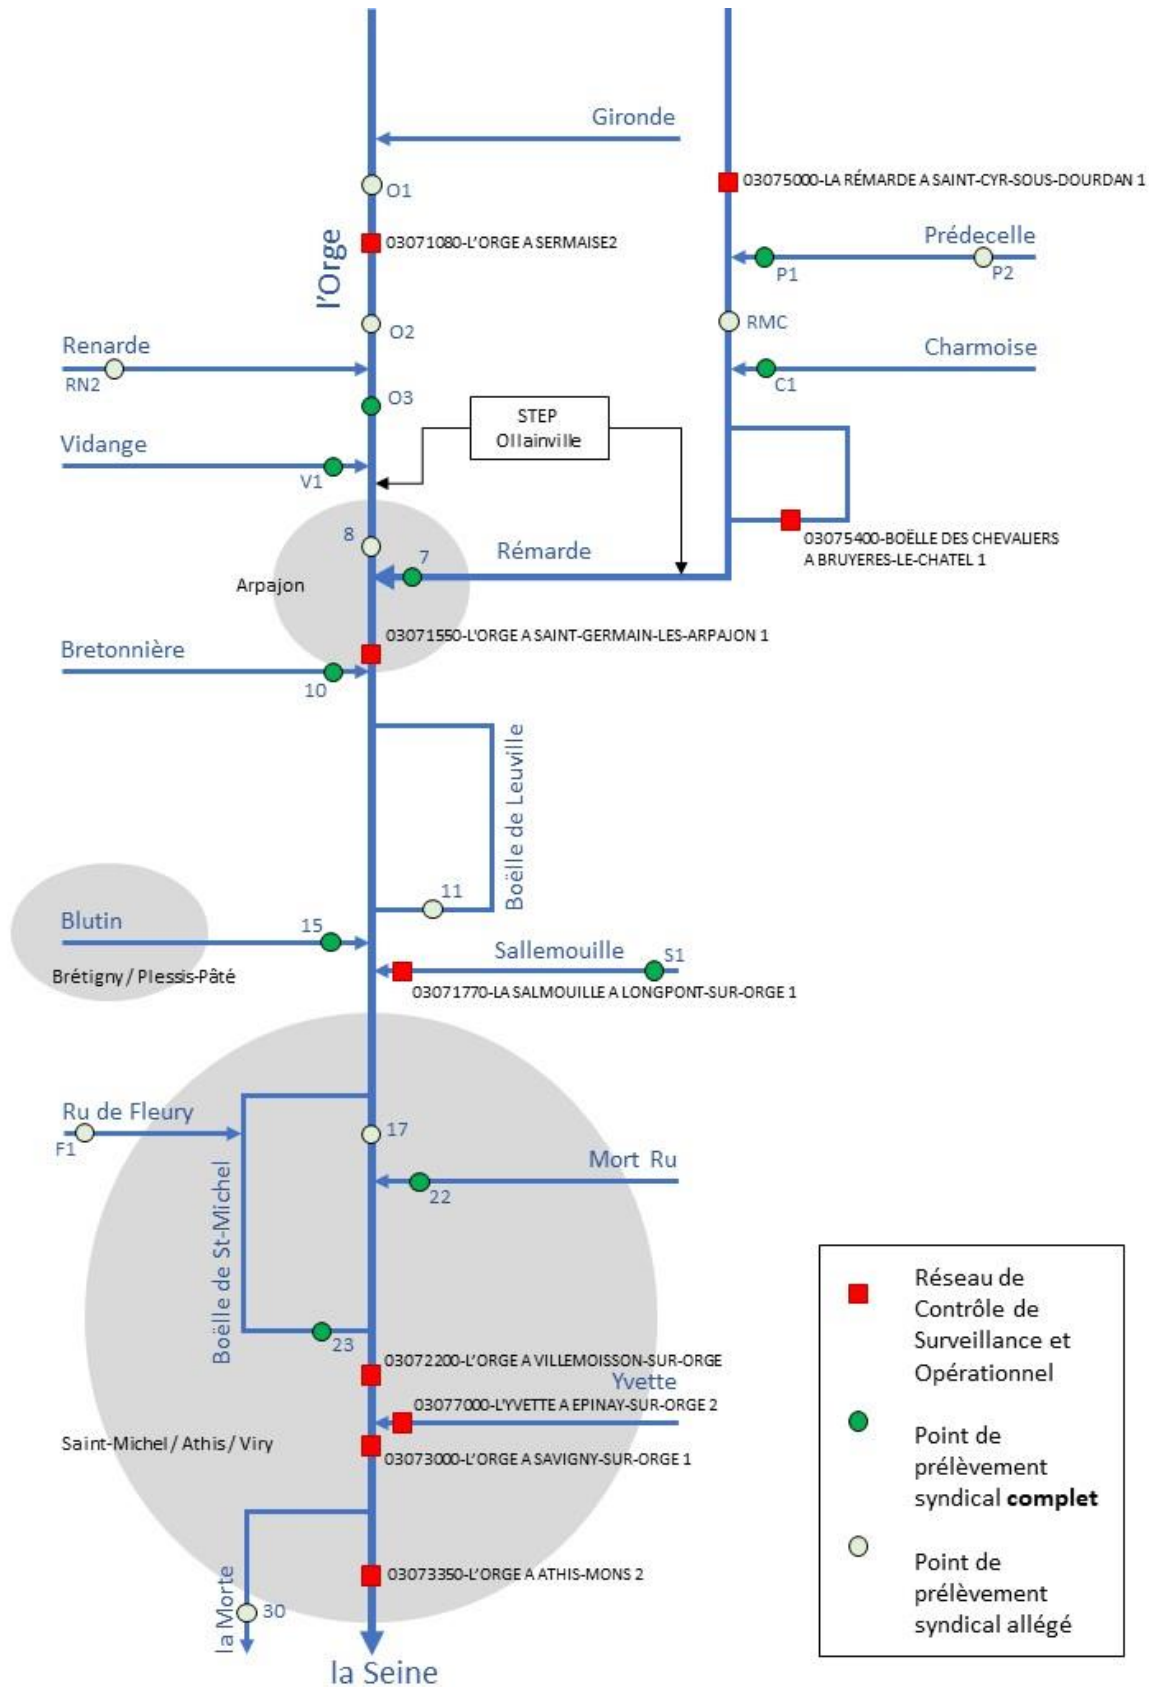 Gironde
O1
03075000-LA RÉMARDE A SAINT-CYR-SOUS-DOURDAN 1
l'Orge
03071080-L'ORGE A SERMAISE2
Prédecelle
P1
P2
O2
RMC
Renarde
RN2
Charmoise
C1
O3
STEP
Ollainville
Vidange
V1
8
7
Rémarde
03075400-BOËLLE DES CHEVALIERS
A BRUYERES-LE-CHATEL 1
Arpajon
03071550-L'ORGE A SAINT-GERMAIN-LES-ARPAJON 1
Bretonnière
10
Boëlle de Leuville
11
Blutin
15
Brétigny / Plessis-Pâté
Sallemouille
S1
03071770-LA SALMOUILLE A LONGPONT-SUR-ORGE 1
Ru de Fleury
F1
17
Mort Ru
22
Boëlle de St-Michel
23
03072200-L'ORGE A VILLEMOISSON-SUR-ORGE
Yvette
03077000-L'YVETTE A EPINAY-SUR-ORGE 2
Saint-Michel / Athis / Viry
03073000-L'ORGE A SAVIGNY-SUR-ORGE 1
03073350-L'ORGE A ATHIS-MONS 2
la Morte
30
la Seine
Réseau de
Contrôle de
Surveillance et
Opérationnel
Point de
prélèvement
syndical complet
Point de
prélèvement
syndical allégé